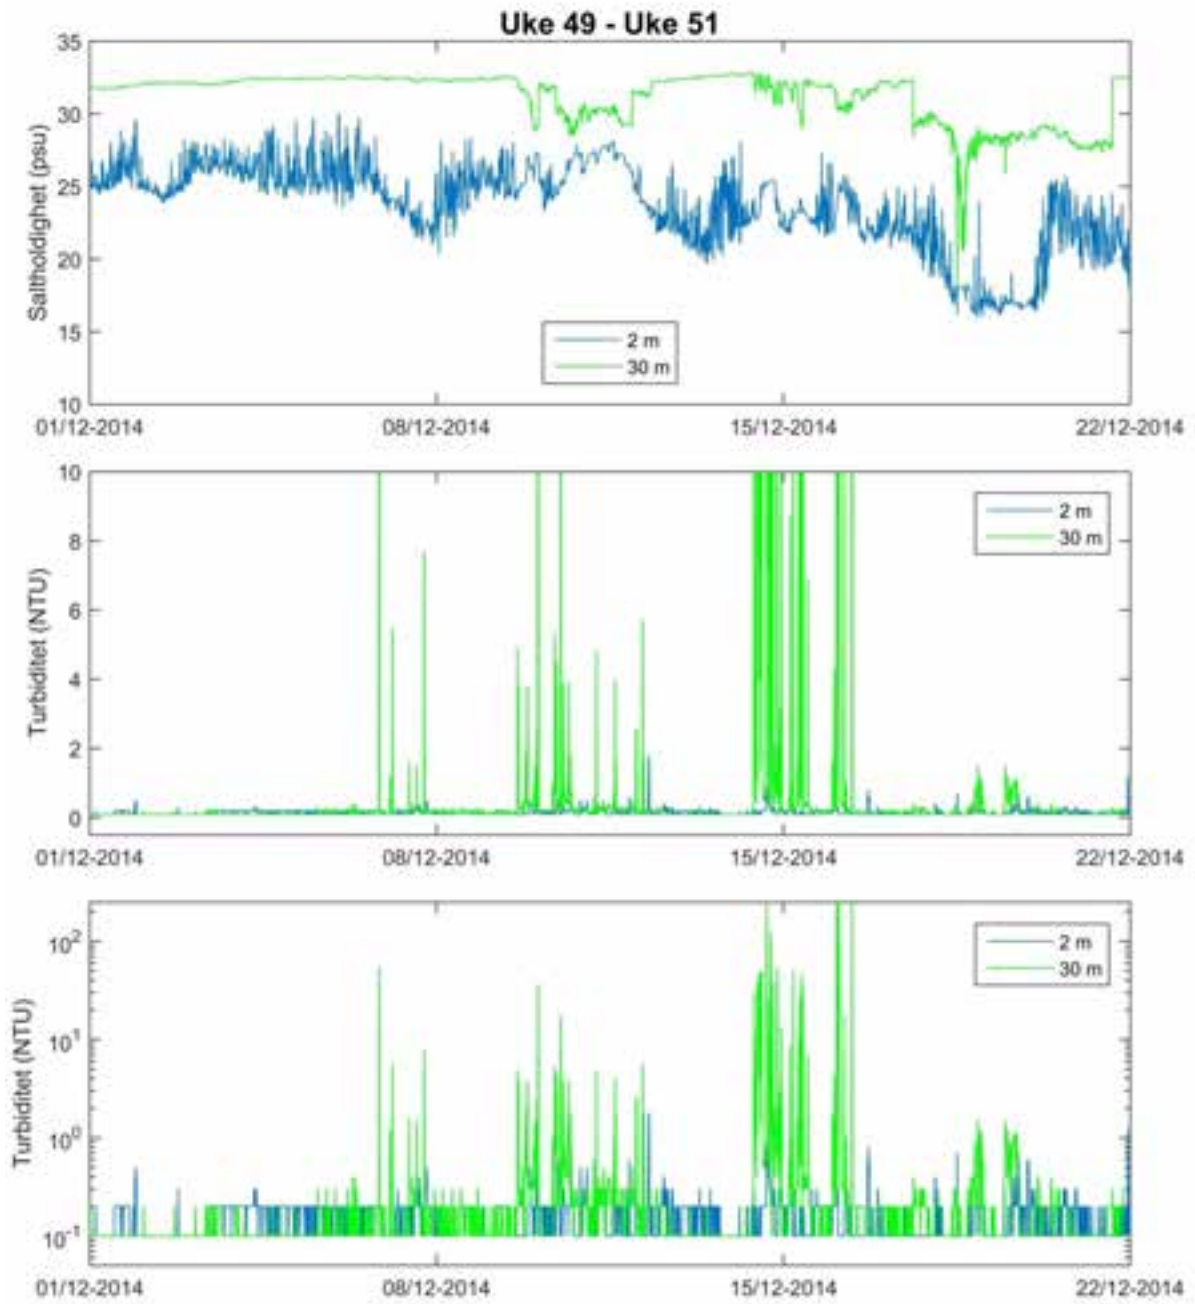 Uke 49 - Uke 51
35
30
25
20
15
10
Saltholdighet (psu)
2 m
30 m
01/12-2014 08/12-2014 15/12-2014 22/12-2014
10
8
6
4
2
0
Turbiditet (NTU)
2 m
30 m
01/12-2014 08/12-2014 15/12-2014 22/12-2014
10²
10¹
10⁰
10⁻¹
Turbiditet (NTU)
2 m
30 m
01/12-2014 08/12-2014 15/12-2014 22/12-2014